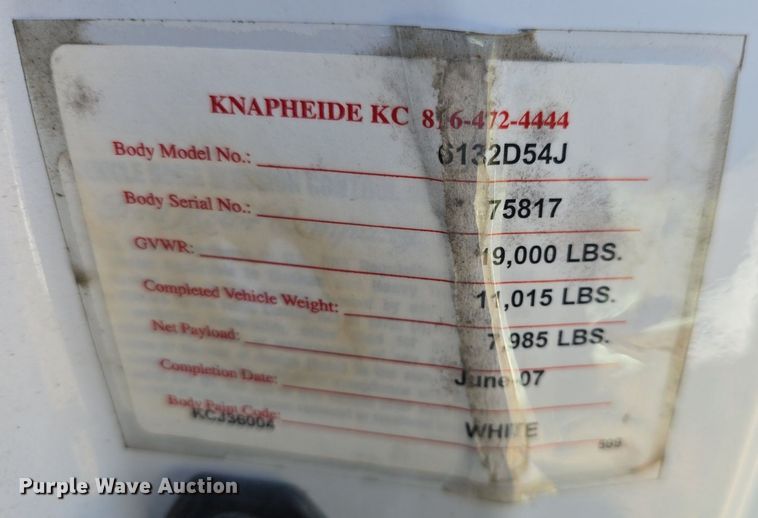 KNAPHEIDE KC 816-472-4444
Body Model No.: 6132D54J
Body Serial No.: 75817
GVWR: 19,000 LBS.
Completed Vehicle Weight: 11,015 LBS.
Net Payload: 7,985 LBS.
Completion Date: June-07
Body Paint Code: WHITE
KCJ36004 599
Purple Wave Auction